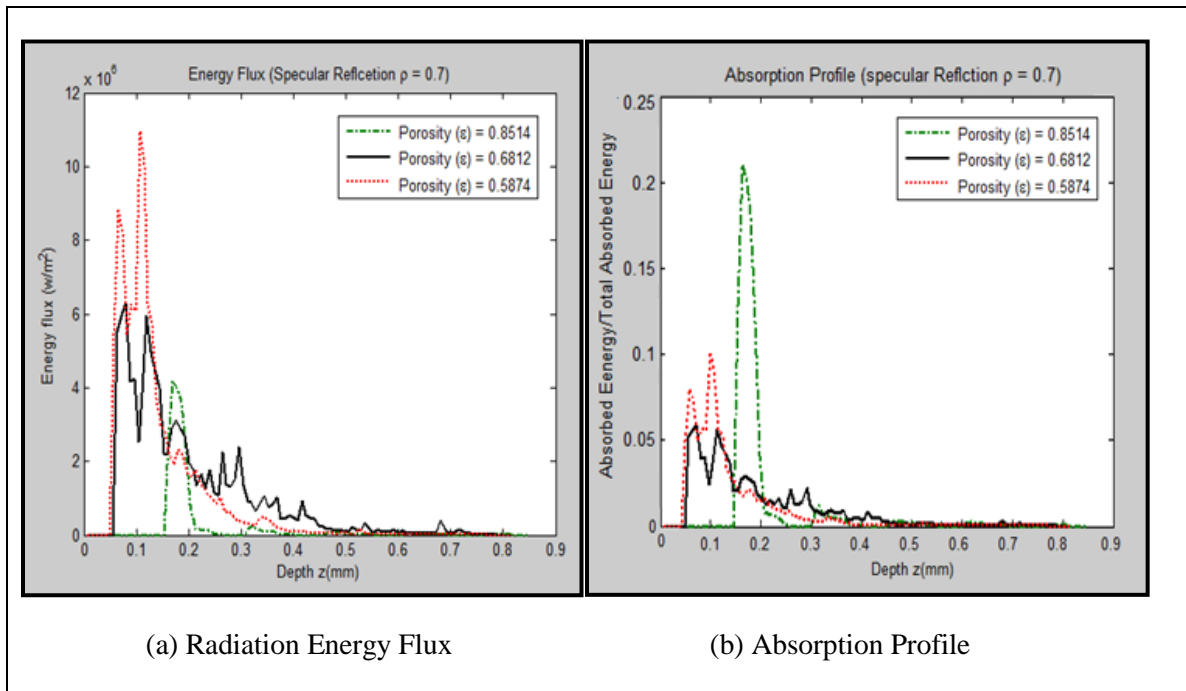 Energy Flux (Specular Reflcetion ρ = 0.7)
x 10⁶
12
10
8
6
4
2
0
Energy flux (w/m²)
Porosity (ε) = 0.8514
Porosity (ε) = 0.6812
Porosity (ε) = 0.5874
0 0.1 0.2 0.3 0.4 0.5 0.6 0.7 0.8 0.9
Depth z(mm)
Absorption Profile (specular Reflction ρ = 0.7)
0.25
0.2
0.15
0.1
0.05
0
Absorbed Eenergy/Total Absorbed Energy
Porosity (ε) = 0.8514
Porosity (ε) = 0.6812
Porosity (ε) = 0.5874
0 0.1 0.2 0.3 0.4 0.5 0.6 0.7 0.8 0.9
Depth z(mm)
(a) Radiation Energy Flux
(b) Absorption Profile